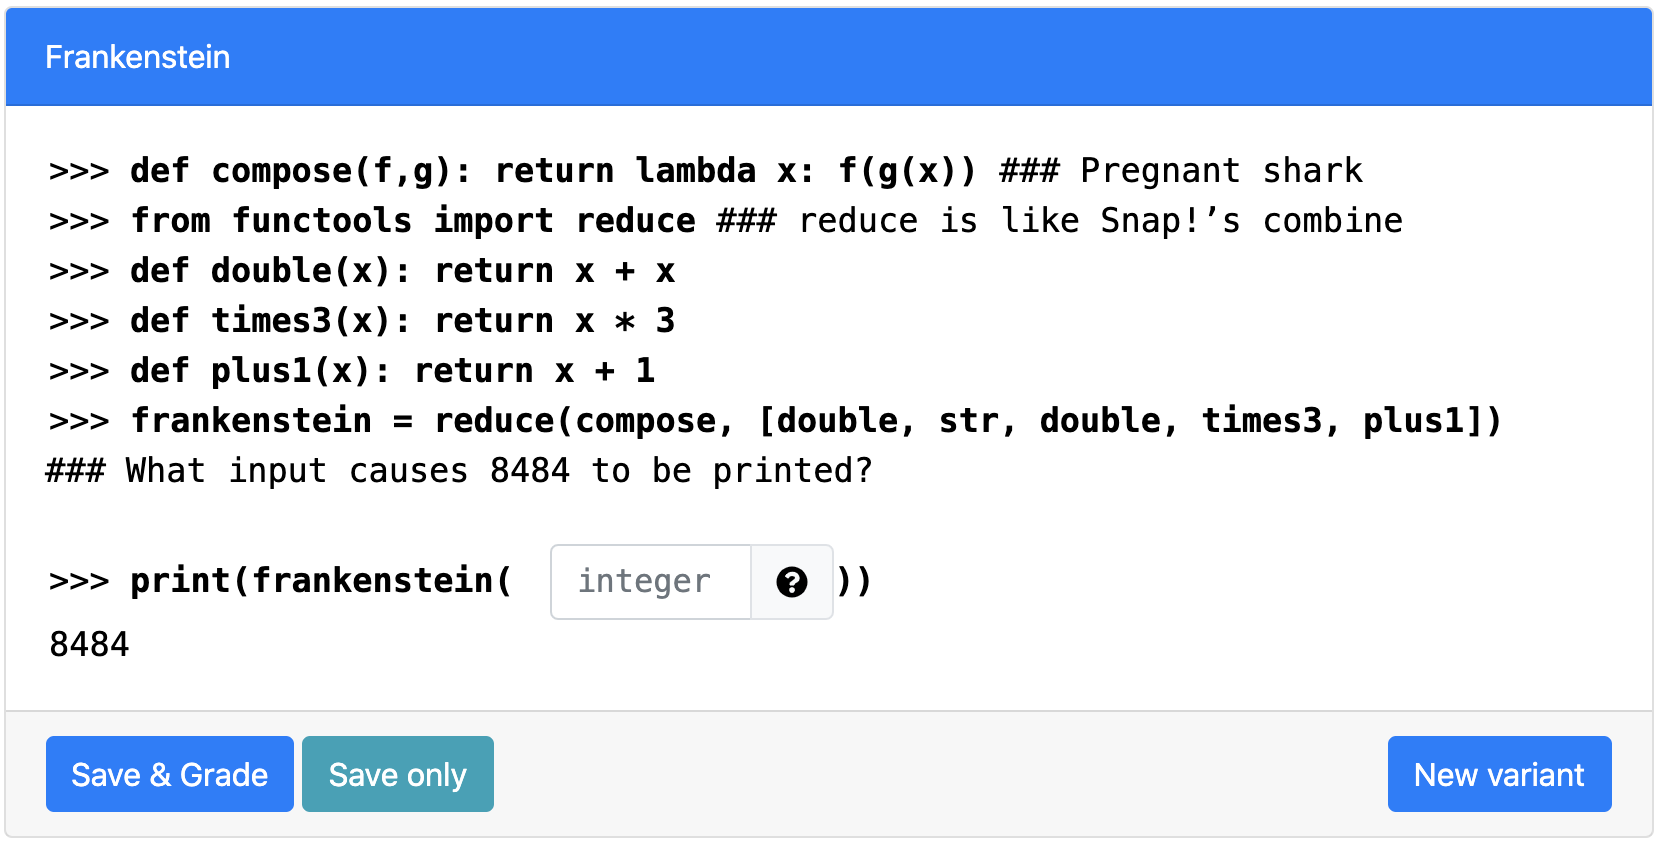 Frankenstein
>>> def compose(f,g): return lambda x: f(g(x)) ### Pregnant shark
>>> from functools import reduce ### reduce is like Snap!’s combine
>>> def double(x): return x + x
>>> def times3(x): return x * 3
>>> def plus1(x): return x + 1
>>> frankenstein = reduce(compose, [double, str, double, times3, plus1])
### What input causes 8484 to be printed?
>>> print(frankenstein( integer ?))
8484
Save & Grade Save only New variant